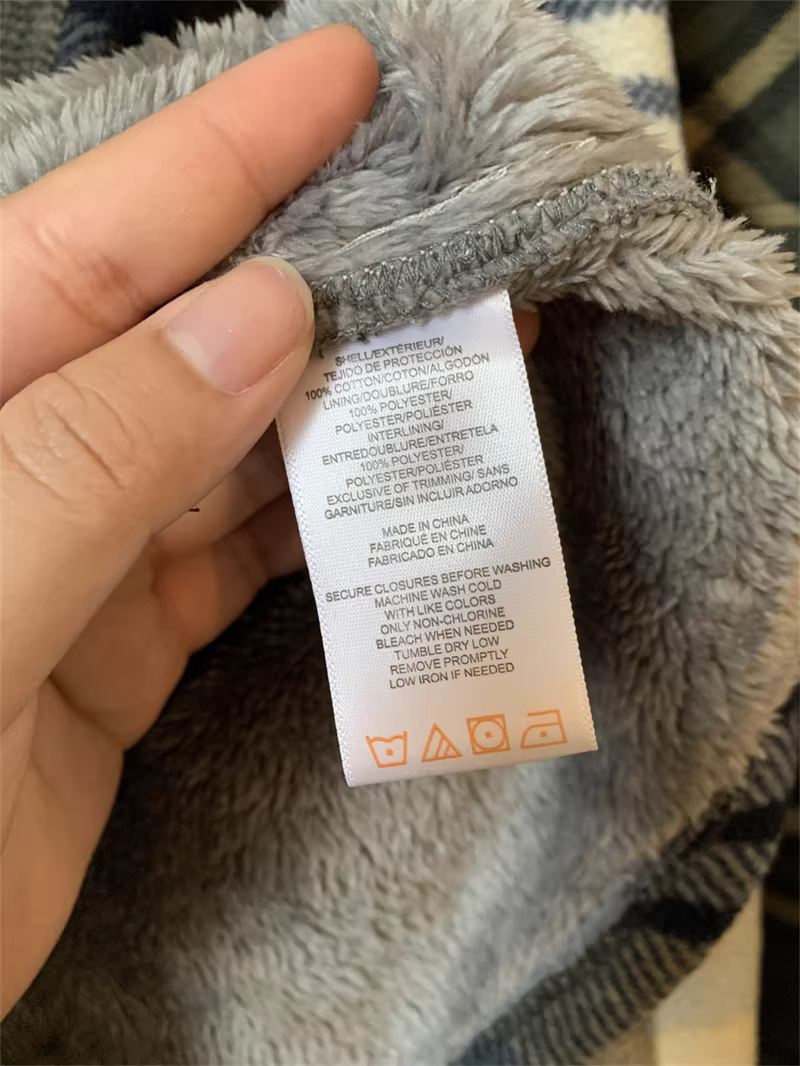 SHELL/EXTÉRIEUR/
TEJIDO DE PROTECCIÓN
100% COTTON/COTON/ALGODÓN
LINING/DOUBLURE/FORRO
100% POLYESTER/
POLYESTER/POLIÉSTER
INTERLINING/
ENTREDOUBLURE/ENTRETELA
100% POLYESTER/
POLYESTER/POLIÉSTER
EXCLUSIVE OF TRIMMING/ SANS
GARNITURE/SIN INCLUIR ADORNO
MADE IN CHINA
FABRIQUÉ EN CHINE
FABRICADO EN CHINA
SECURE CLOSURES BEFORE WASHING
MACHINE WASH COLD
WITH LIKE COLORS
ONLY NON-CHLORINE
BLEACH WHEN NEEDED
TUMBLE DRY LOW
REMOVE PROMPTLY
LOW IRON IF NEEDED